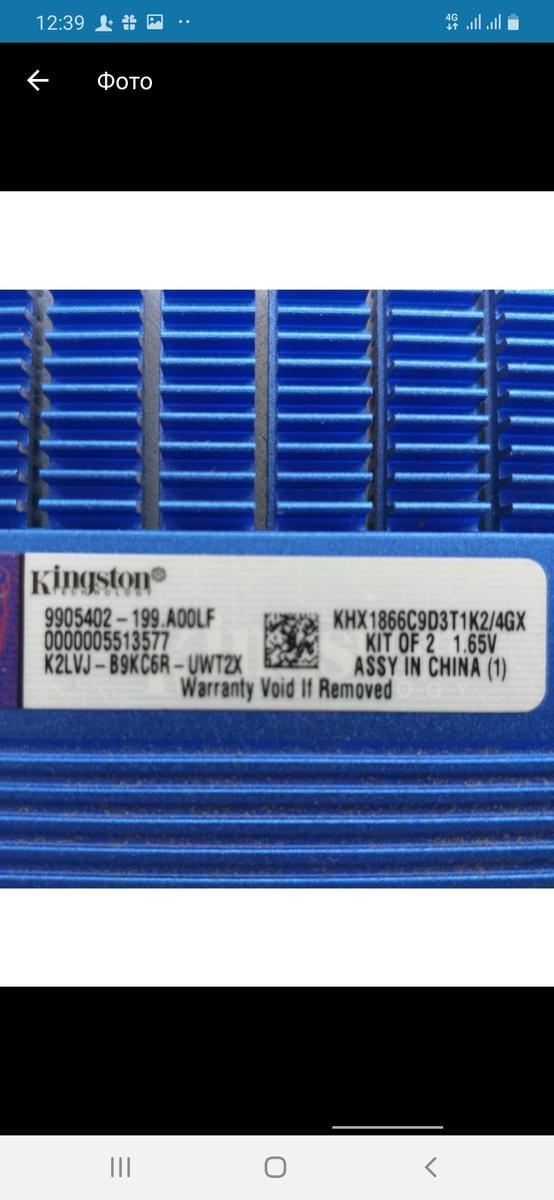 12:39
4G
Фото
Kingston®
TECHNOLOGY
9905402-199.A00LF
0000005513577
K2LVJ-B9KC6R-UWT2X
KHX1866C9D3T1K2/4GX
KIT OF 2 1.65V
ASSY IN CHINA (1)
Warranty Void If Removed